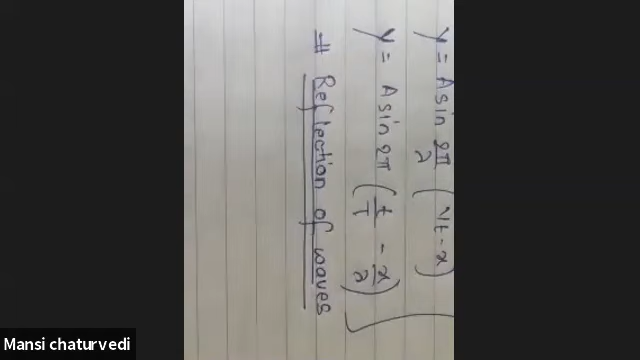 y = A sin 2π/λ (vt - x)
y = A sin 2π (t/T - x/λ)
# Reflection of waves
Mansi chaturvedi